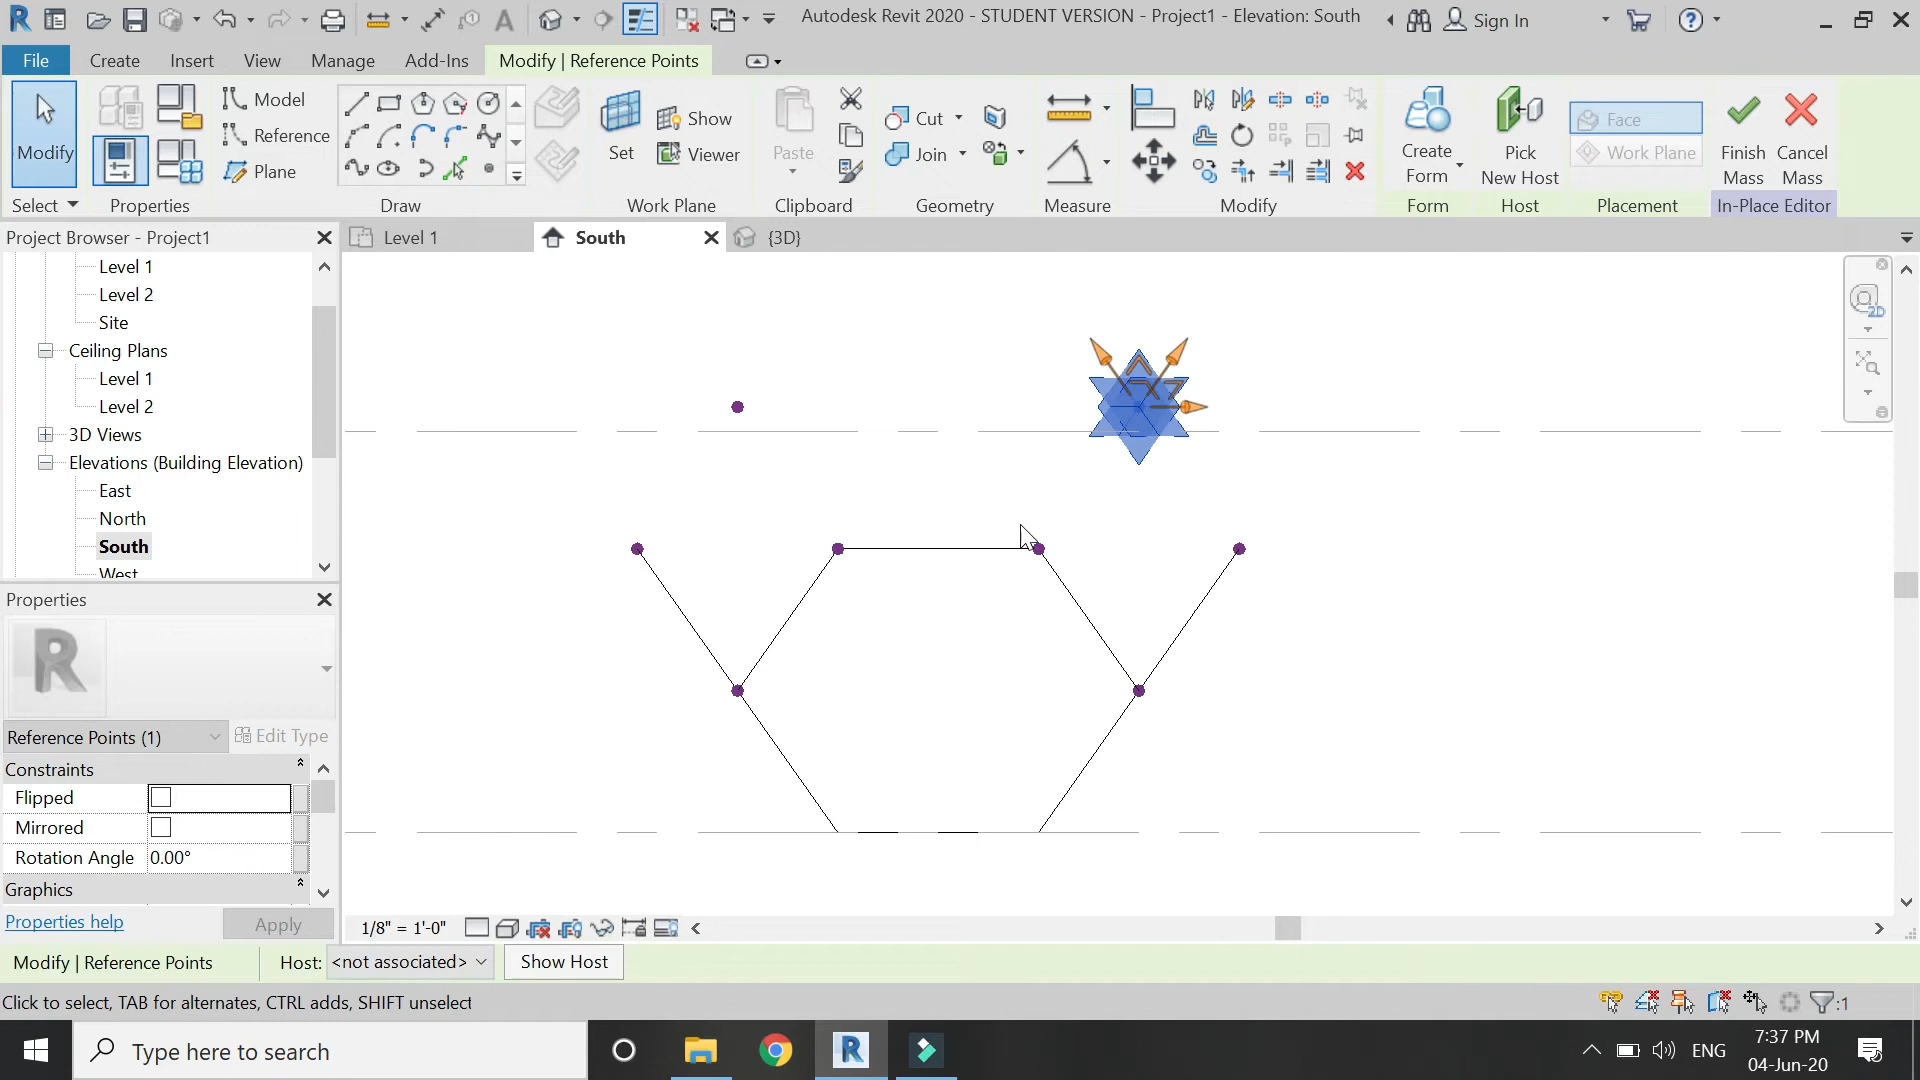 Autodesk Revit 2020 - STUDENT VERSION - Project1 - Elevation: South
Sign In
File
Create
Insert
View
Manage
Add-Ins
Modify | Reference Points
Modify
Model
Reference
Plane
Set
Show
Viewer
Paste
Cut
Join
Create
Form
Pick
New Host
Face
Work Plane
Finish
Mass
Cancel
Mass
Select
Properties
Draw
Work Plane
Clipboard
Geometry
Measure
Modify
Form
Host
Placement
In-Place Editor
Project Browser - Project1
Level 1
South
{3D}
Level 1
Level 2
Site
Ceiling Plans
Level 1
Level 2
3D Views
Elevations (Building Elevation)
East
North
South
West
2D
Properties
R
Reference Points (1)
Edit Type
Constraints
Flipped
Mirrored
Rotation Angle 0.00°
Graphics
Properties help
Apply
1/8" = 1'-0"
Modify | Reference Points
Host: <not associated>
Show Host
Click to select, TAB for alternates, CTRL adds, SHIFT unselect
:1
Type here to search
ENG
7:37 PM
04-Jun-20